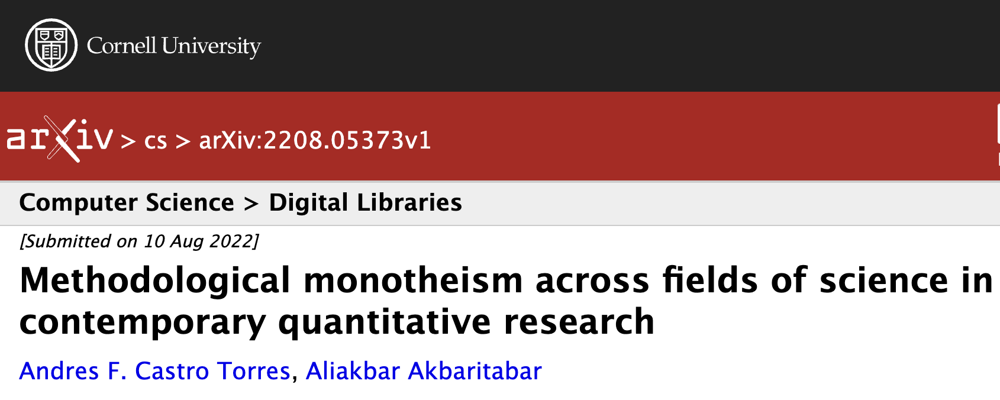 Cornell University
arXiv > cs > arXiv:2208.05373v1
Computer Science > Digital Libraries
[Submitted on 10 Aug 2022]
Methodological monotheism across fields of science in
contemporary quantitative research
Andres F. Castro Torres, Aliakbar Akbaritabar